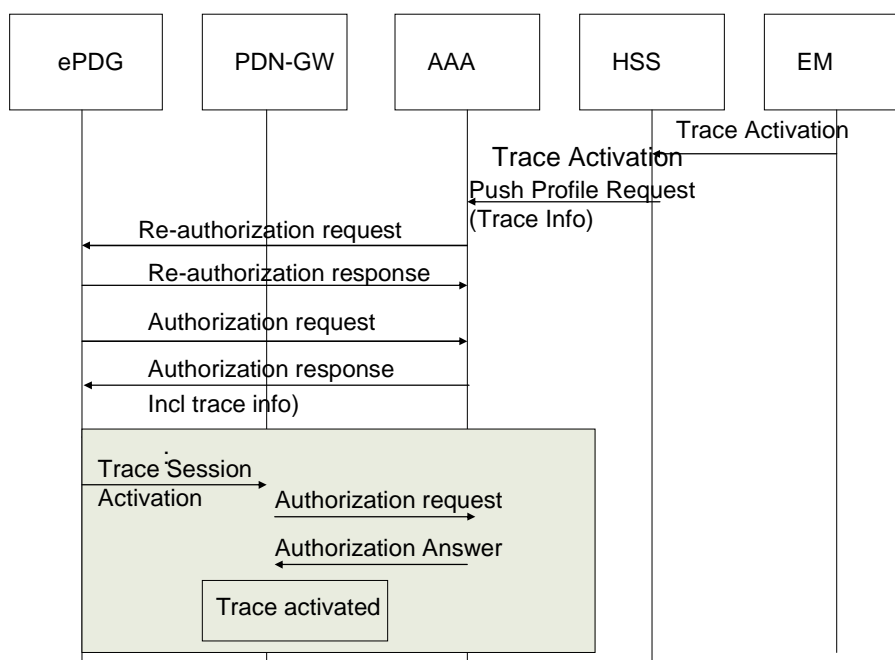 ePDG
PDN-GW
AAA
HSS
EM
Trace Activation
Trace Activation
Push Profile Request
(Trace Info)
Re-authorization request
Re-authorization response
Authorization request
Authorization response
Incl trace info)
:
Trace Session
Activation
Authorization request
Authorization Answer
Trace activated